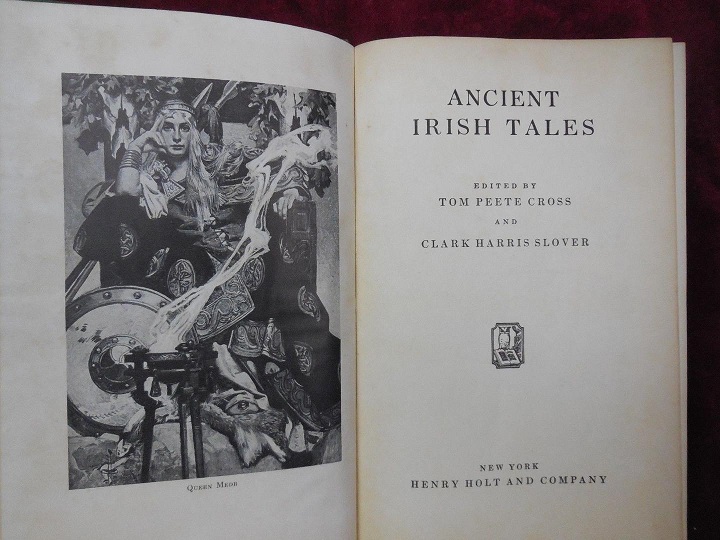 QUEEN MEDB
ANCIENT
IRISH TALES
EDITED BY
TOM PEETE CROSS
AND
CLARK HARRIS SLOVER
NEW YORK
HENRY HOLT AND COMPANY